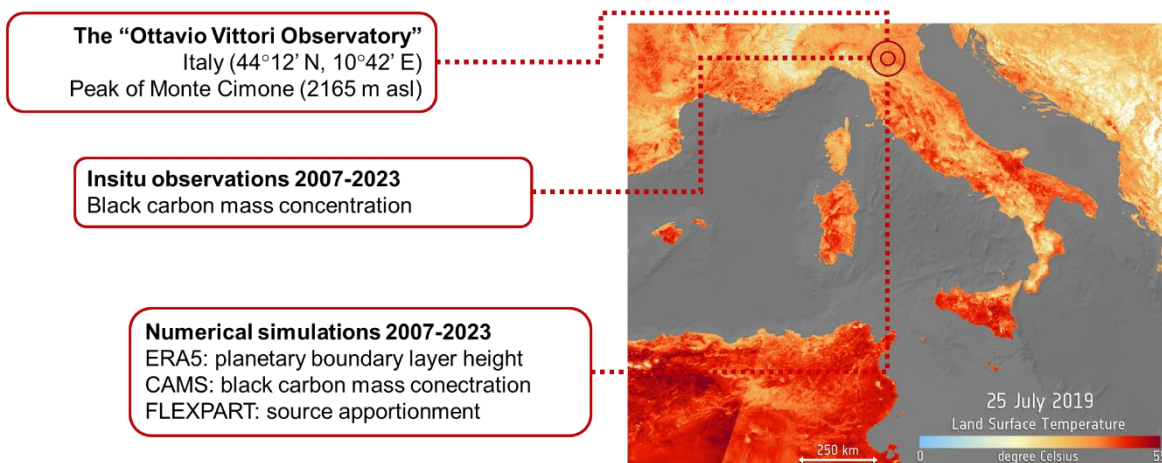 The “Ottavio Vittori Observatory”
Italy (44°12’ N, 10°42’ E)
Peak of Monte Cimone (2165 m asl)
Insitu observations 2007-2023
Black carbon mass concentration
Numerical simulations 2007-2023
ERA5: planetary boundary layer height
CAMS: black carbon mass conectration
FLEXPART: source apportionment
25 July 2019
Land Surface Temperature
0 degree Celsius 55
250 km